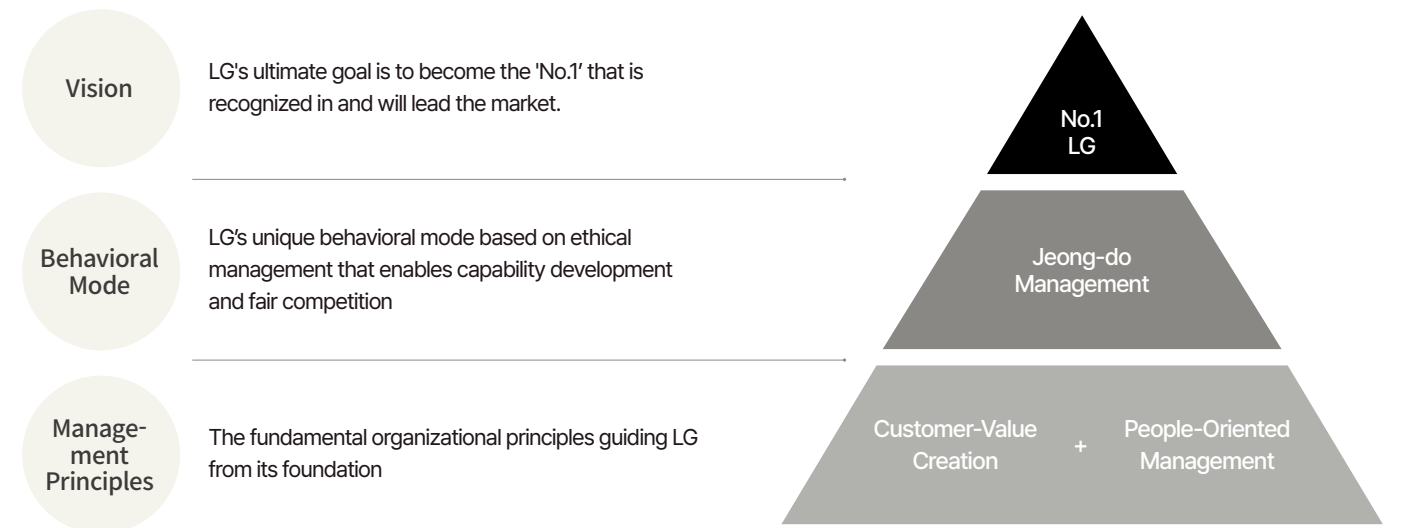 Vision
LG's ultimate goal is to become the 'No.1’ that is
recognized in and will lead the market.
No.1
LG
Behavioral
Mode
LG’s unique behavioral mode based on ethical
management that enables capability development
and fair competition
Jeong-do
Management
Manage-
ment
Principles
The fundamental organizational principles guiding LG
from its foundation
Customer-Value
Creation
+
People-Oriented
Management